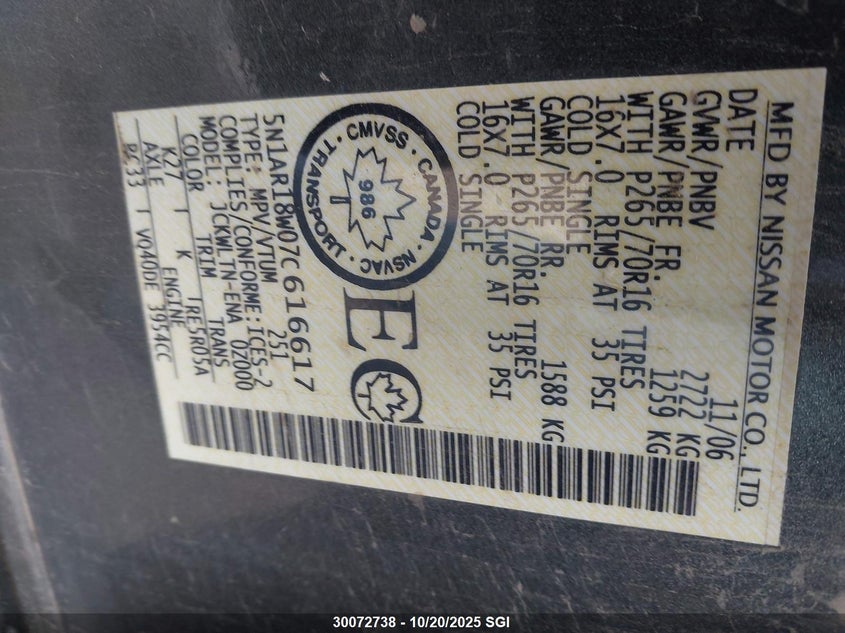 MFD BY NISSAN MOTOR CO., LTD.
DATE 11/06
GVWR/PNBV 2722 KG
GAWR/PNBE FR. 1259 KG
WITH P265/70R16 TIRES
16X7.0 RIMS AT 35 PSI
COLD SINGLE
GAWR/PNBE RR. 1588 KG
WITH P265/70R16 TIRES
16X7.0 RIMS AT 35 PSI
COLD SINGLE
CMVSS · CANADA · NSVAC · TRANSPORT ·
986
EC
5N1AR18W07C616617
TYPE: MPV/VTUM 251
COMPLIES/CONFORME:ICES-2
MODEL: JCKWLTN-ENA 0Z000
COLOR TRIM TRANS
K27 K RE5R05A
AXLE ENGINE
BC33 VQ40DE 3954CC
30072738 - 10/20/2025 SGI